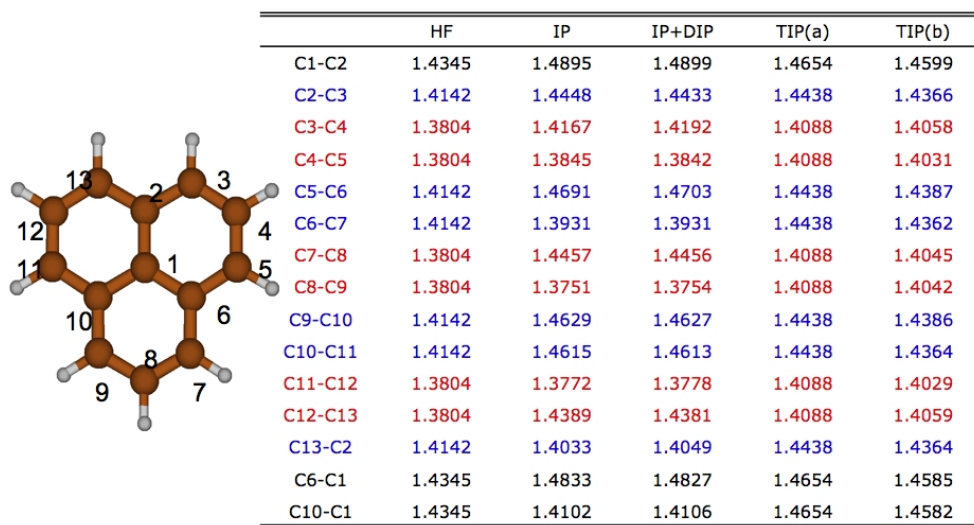 HF IP IP+DIP TIP(a) TIP(b)
C1-C2 1.4345 1.4895 1.4899 1.4654 1.4599
C2-C3 1.4142 1.4448 1.4433 1.4438 1.4366
C3-C4 1.3804 1.4167 1.4192 1.4088 1.4058
C4-C5 1.3804 1.3845 1.3842 1.4088 1.4031
C5-C6 1.4142 1.4691 1.4703 1.4438 1.4387
C6-C7 1.4142 1.3931 1.3931 1.4438 1.4362
C7-C8 1.3804 1.4457 1.4456 1.4088 1.4045
C8-C9 1.3804 1.3751 1.3754 1.4088 1.4042
C9-C10 1.4142 1.4629 1.4627 1.4438 1.4386
C10-C11 1.4142 1.4615 1.4613 1.4438 1.4364
C11-C12 1.3804 1.3772 1.3778 1.4088 1.4029
C12-C13 1.3804 1.4389 1.4381 1.4088 1.4059
C13-C2 1.4142 1.4033 1.4049 1.4438 1.4364
C6-C1 1.4345 1.4833 1.4827 1.4654 1.4585
C10-C1 1.4345 1.4102 1.4106 1.4654 1.4582
13 3
2
12 4
11 1 5
10 6
8
9 7